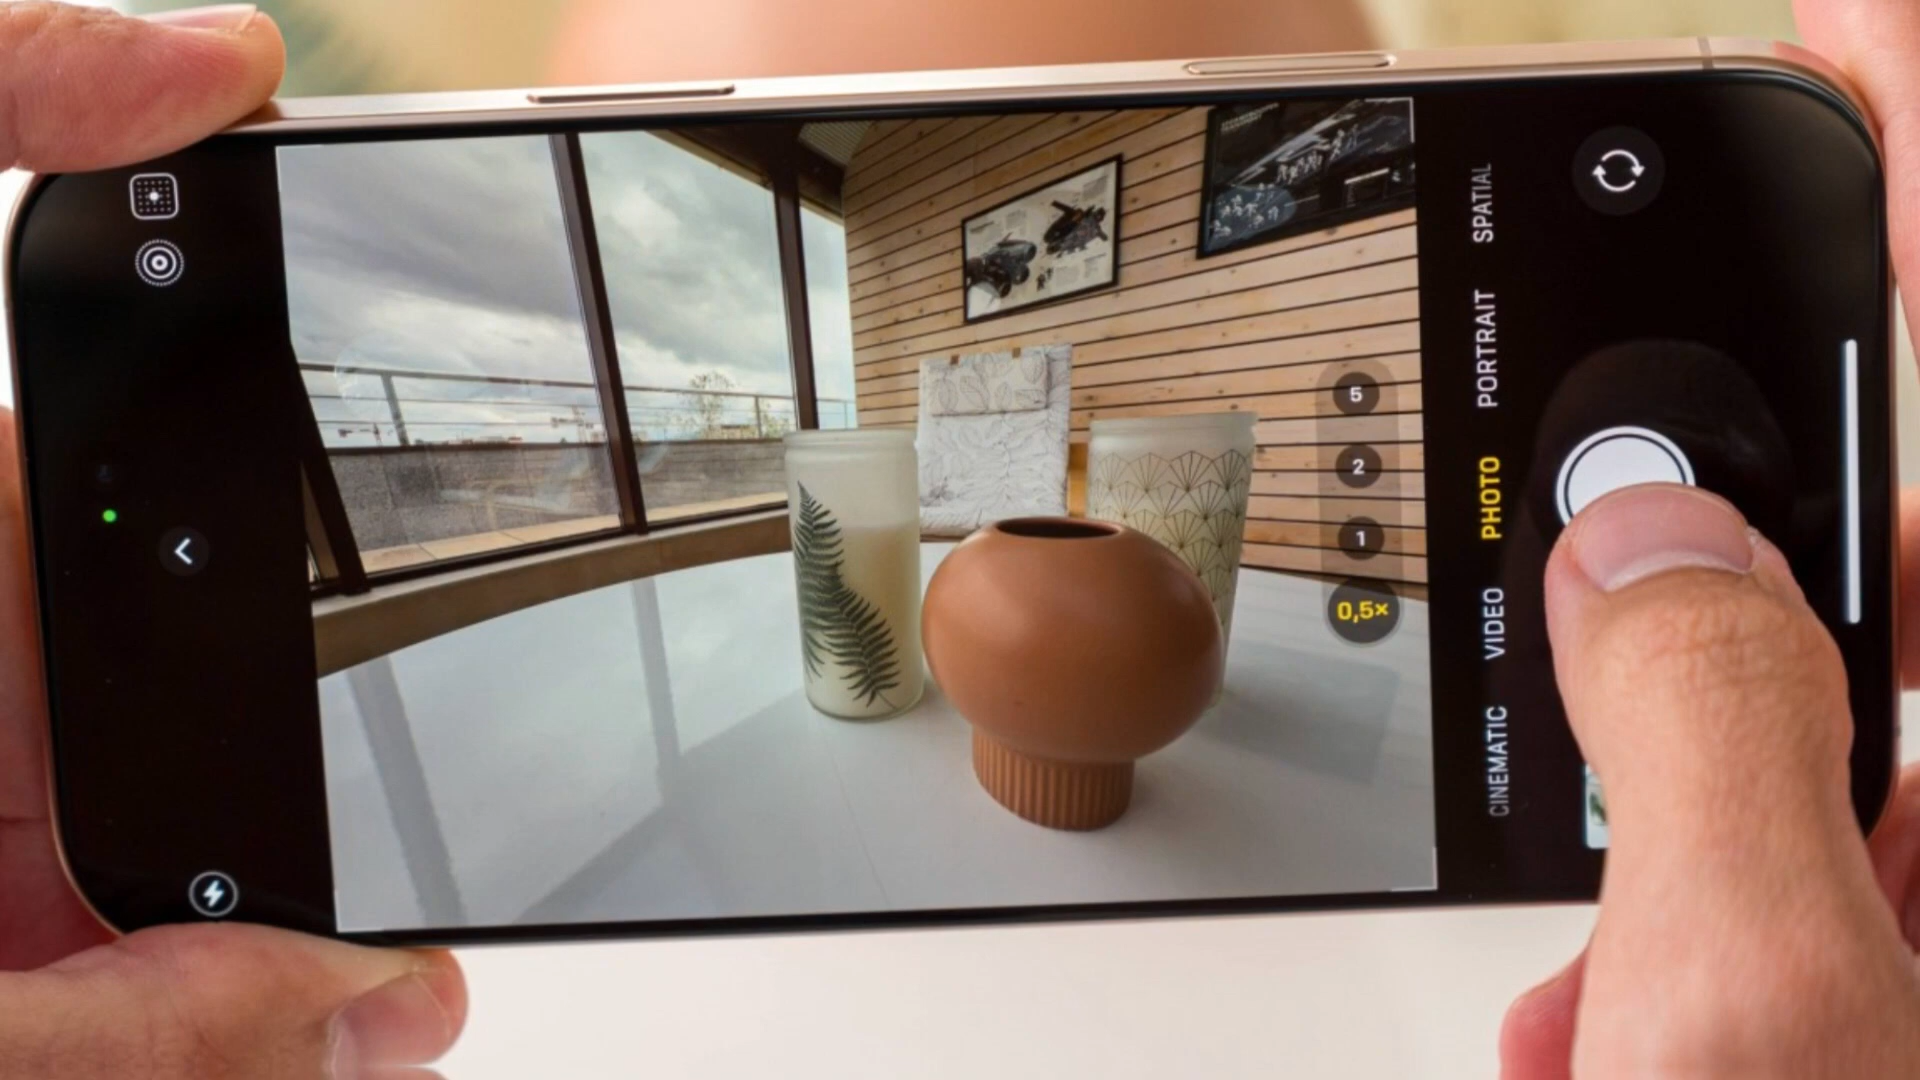 SPATIAL
PORTRAIT
PHOTO
VIDEO
CINEMATIC
5
2
1
0,5×